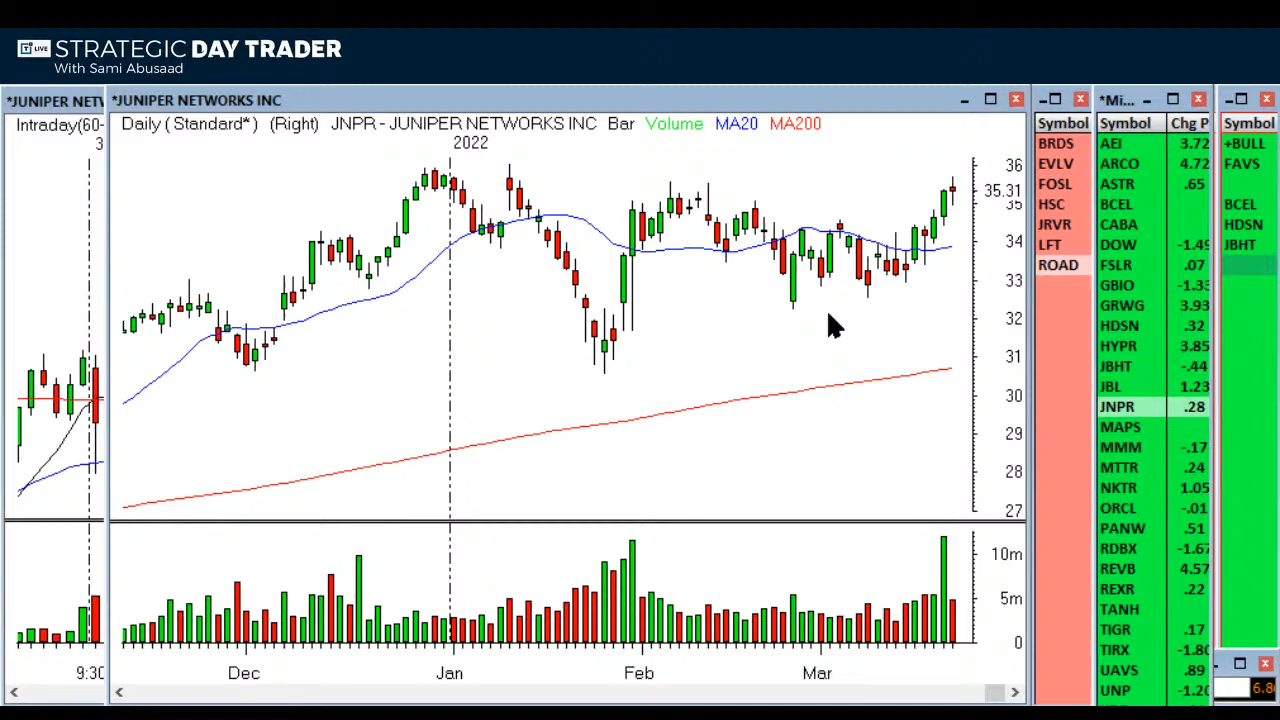 T LIVE STRATEGIC DAY TRADER
With Sami Abusaad
*JUNIPER NETW
Intraday(60-
3
9:30
*JUNIPER NETWORKS INC
Daily ( Standard* ) (Right) JNPR - JUNIPER NETWORKS INC Bar Volume MA20 MA200
2022
36
35.31
35
34
33
32
31
30
29
28
27
10m
5m
0
Dec Jan Feb Mar
Symbol
BRDS
EVLV
FOSL
HSC
JRVR
LFT
ROAD
*Mi...
Symbol Chg P
AEI 3.72
ARCO 4.72
ASTR .65
BCEL
CABA
DOW -1.49
FSLR .07
GBIO -1.33
GRWG 3.93
HDSN .32
HYPR 3.85
JBHT -.44
JBL 1.23
JNPR .28
MAPS
MMM -.17
MTTR .24
NKTR 1.05
ORCL -.01
PANW .51
RDBX -1.67
REVB 4.57
REXR .22
TANH
TIGR .17
TIRX -1.80
UAVS .89
UNP -1.20
Symbol
+BULL
FAVS
BCEL
HDSN
JBHT
6.8